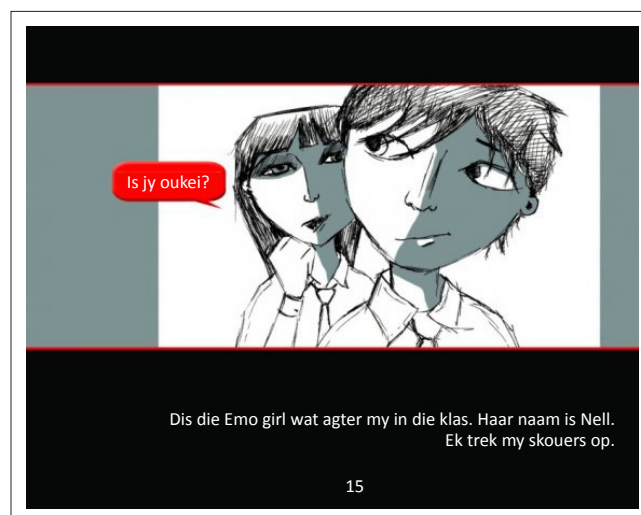 Is jy oukei?
Dis die Emo girl wat agter my in die klas. Haar naam is Nell.
Ek trek my skouers op.
15